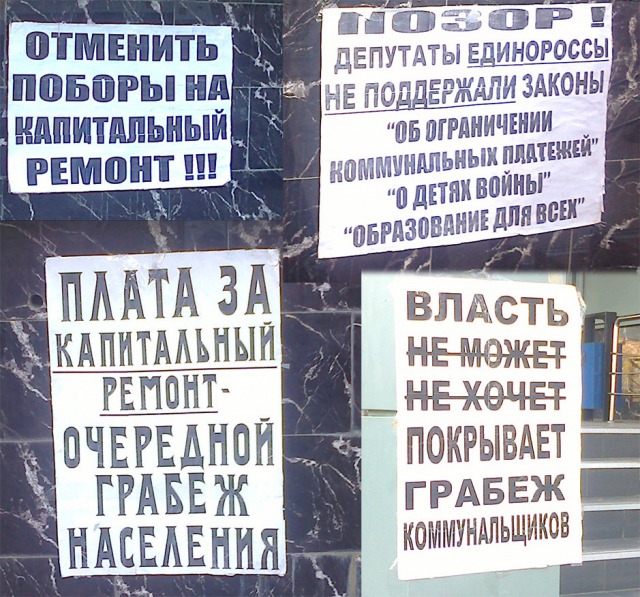 ОТМЕНИТЬ
ПОБОРЫ НА
КАПИТАЛЬНЫЙ
РЕМОНТ !!!
ПОЗОР !
ДЕПУТАТЫ ЕДИНОРОССЫ
НЕ ПОДДЕРЖАЛИ ЗАКОНЫ
"ОБ ОГРАНИЧЕНИИ
КОММУНАЛЬНЫХ ПЛАТЕЖЕЙ"
"О ДЕТЯХ ВОЙНЫ"
"ОБРАЗОВАНИЕ ДЛЯ ВСЕХ"
ПЛАТА ЗА
КАПИТАЛЬНЫЙ
РЕМОНТ-
ОЧЕРЕДНОЙ
ГРАБЕЖ
НАСЕЛЕНИЯ
ВЛАСТЬ
НЕ МОЖЕТ
НЕ ХОЧЕТ
ПОКРЫВАЕТ
ГРАБЕЖ
КОММУНАЛЬЩИКОВ